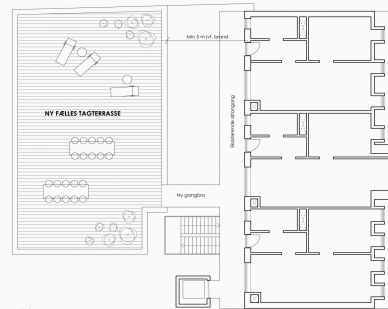 Min 5 m jvf. brand
NY FÆLLES TAGTERRASSE
Eksisterende altangang
Ny gangbro